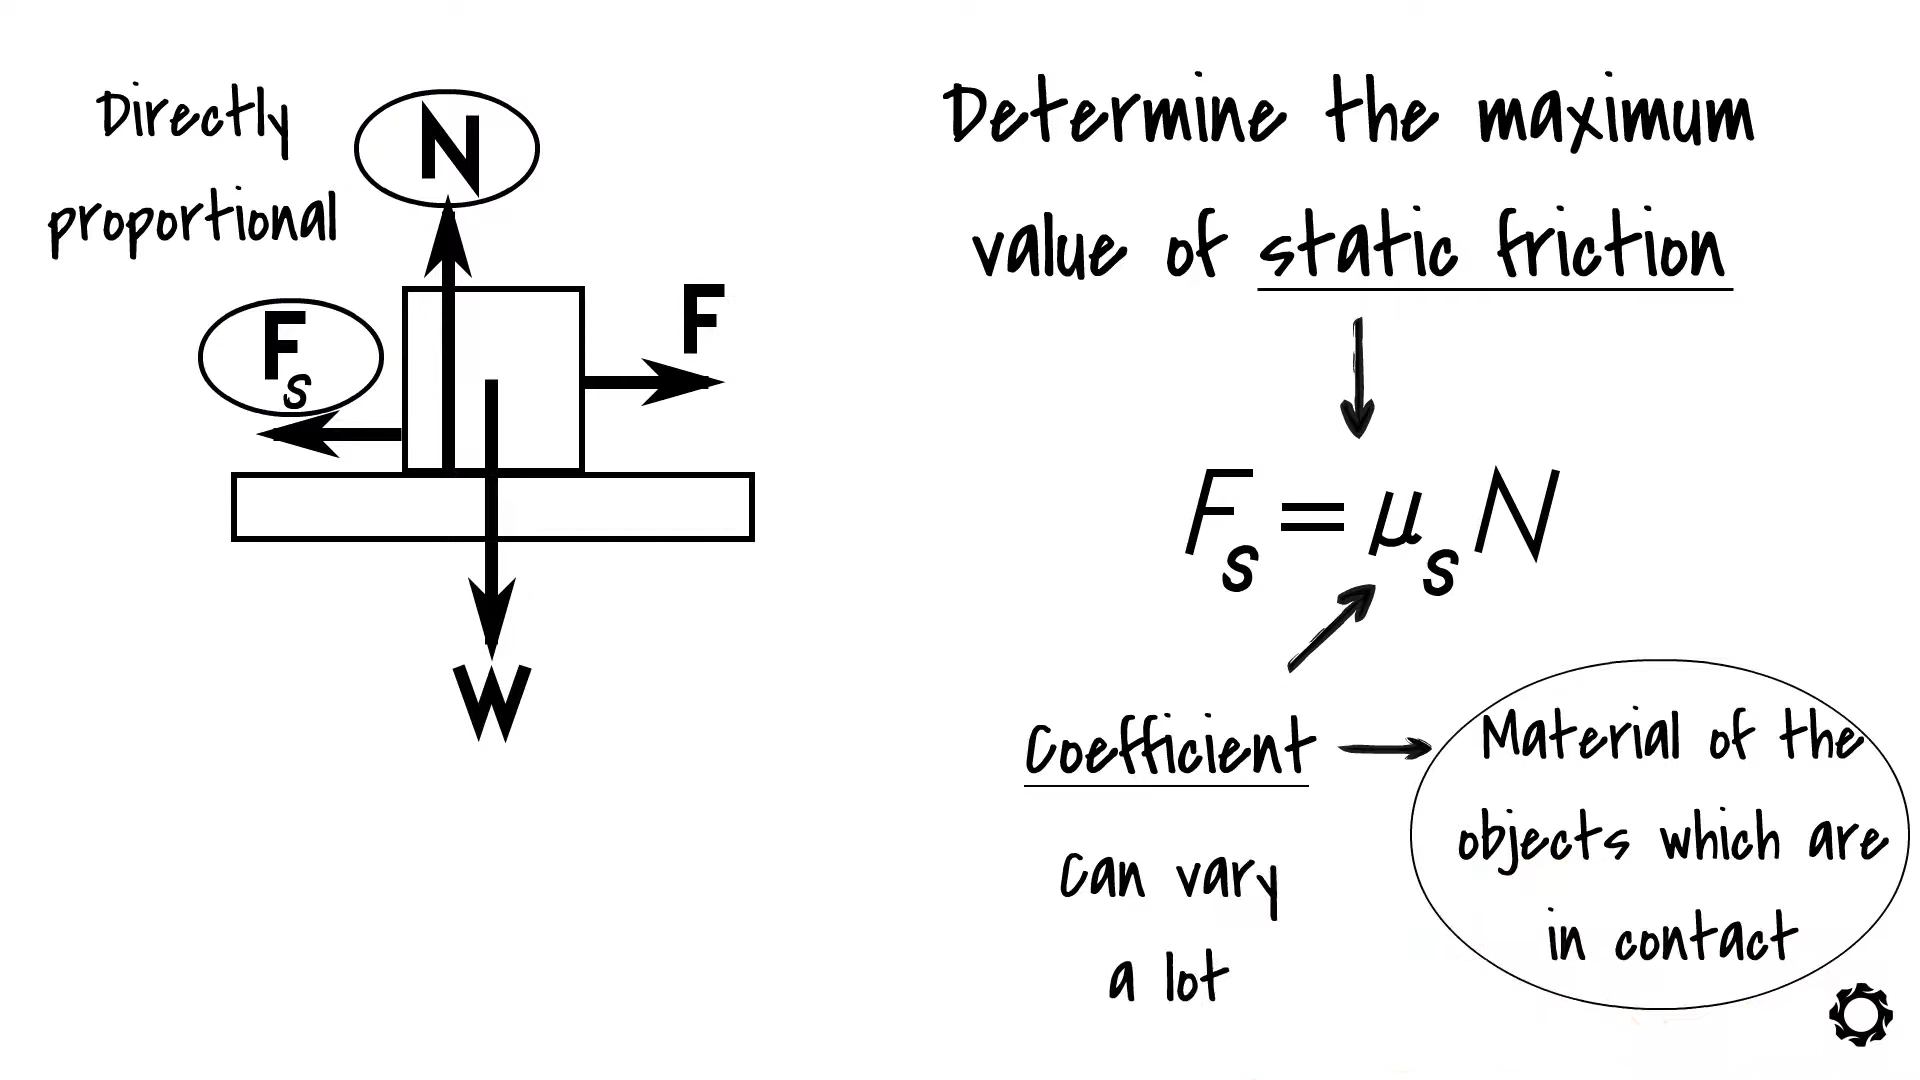 Directly
proportional
N
Fs
F
W
Determine the maximum
value of static friction
Fs = μs N
Coefficient
Can vary
a lot
Material of the
objects which are
in contact